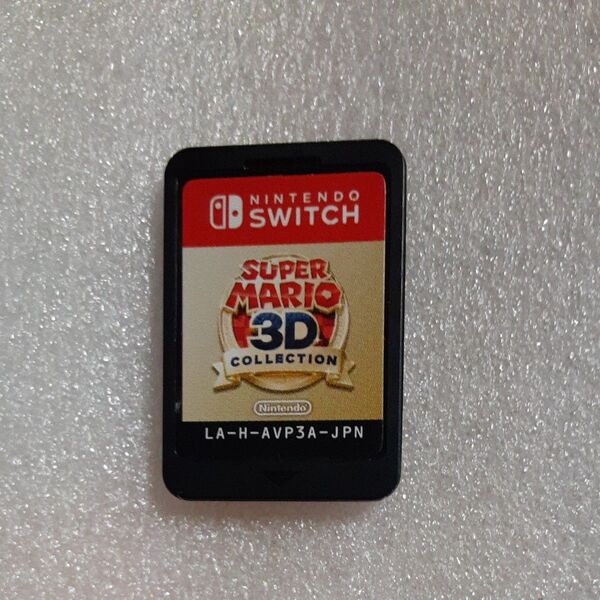 NINTENDO
SWITCH
SUPER
MARIO
3D
COLLECTION
Nintendo
LA-H-AVP3A-JPN